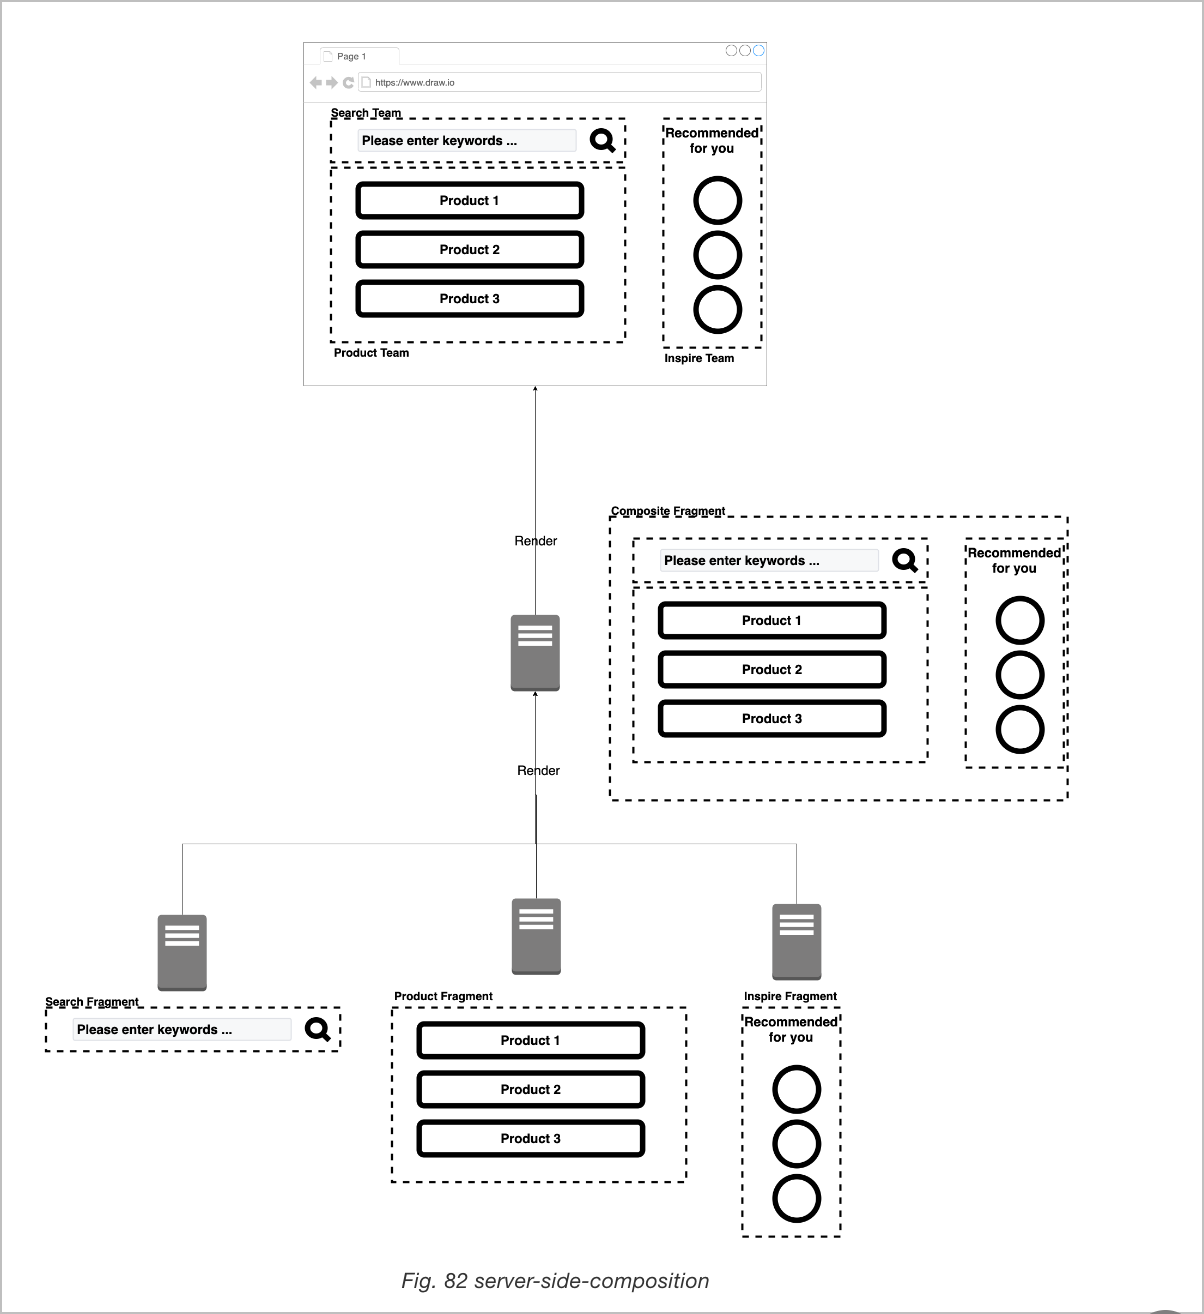 Page 1
https://www.draw.io
Search Team
Please enter keywords ...
Recommended
for you
Product 1
Product 2
Product 3
Product Team
Inspire Team
Render
Composite Fragment
Please enter keywords ...
Recommended
for you
Product 1
Product 2
Product 3
Render
Search Fragment
Please enter keywords ...
Product Fragment
Product 1
Product 2
Product 3
Inspire Fragment
Recommended
for you
Fig. 82 server-side-composition